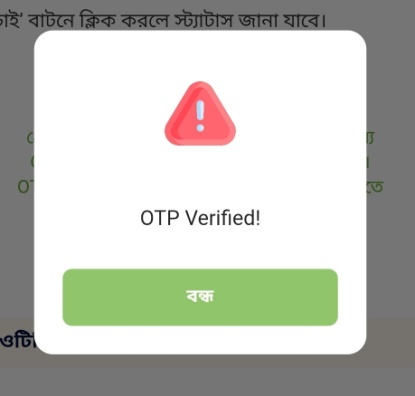 বাটনে ক্লিক করলে স্ট্যাটাস জানা যাবে।
OTP Verified!
বন্ধ